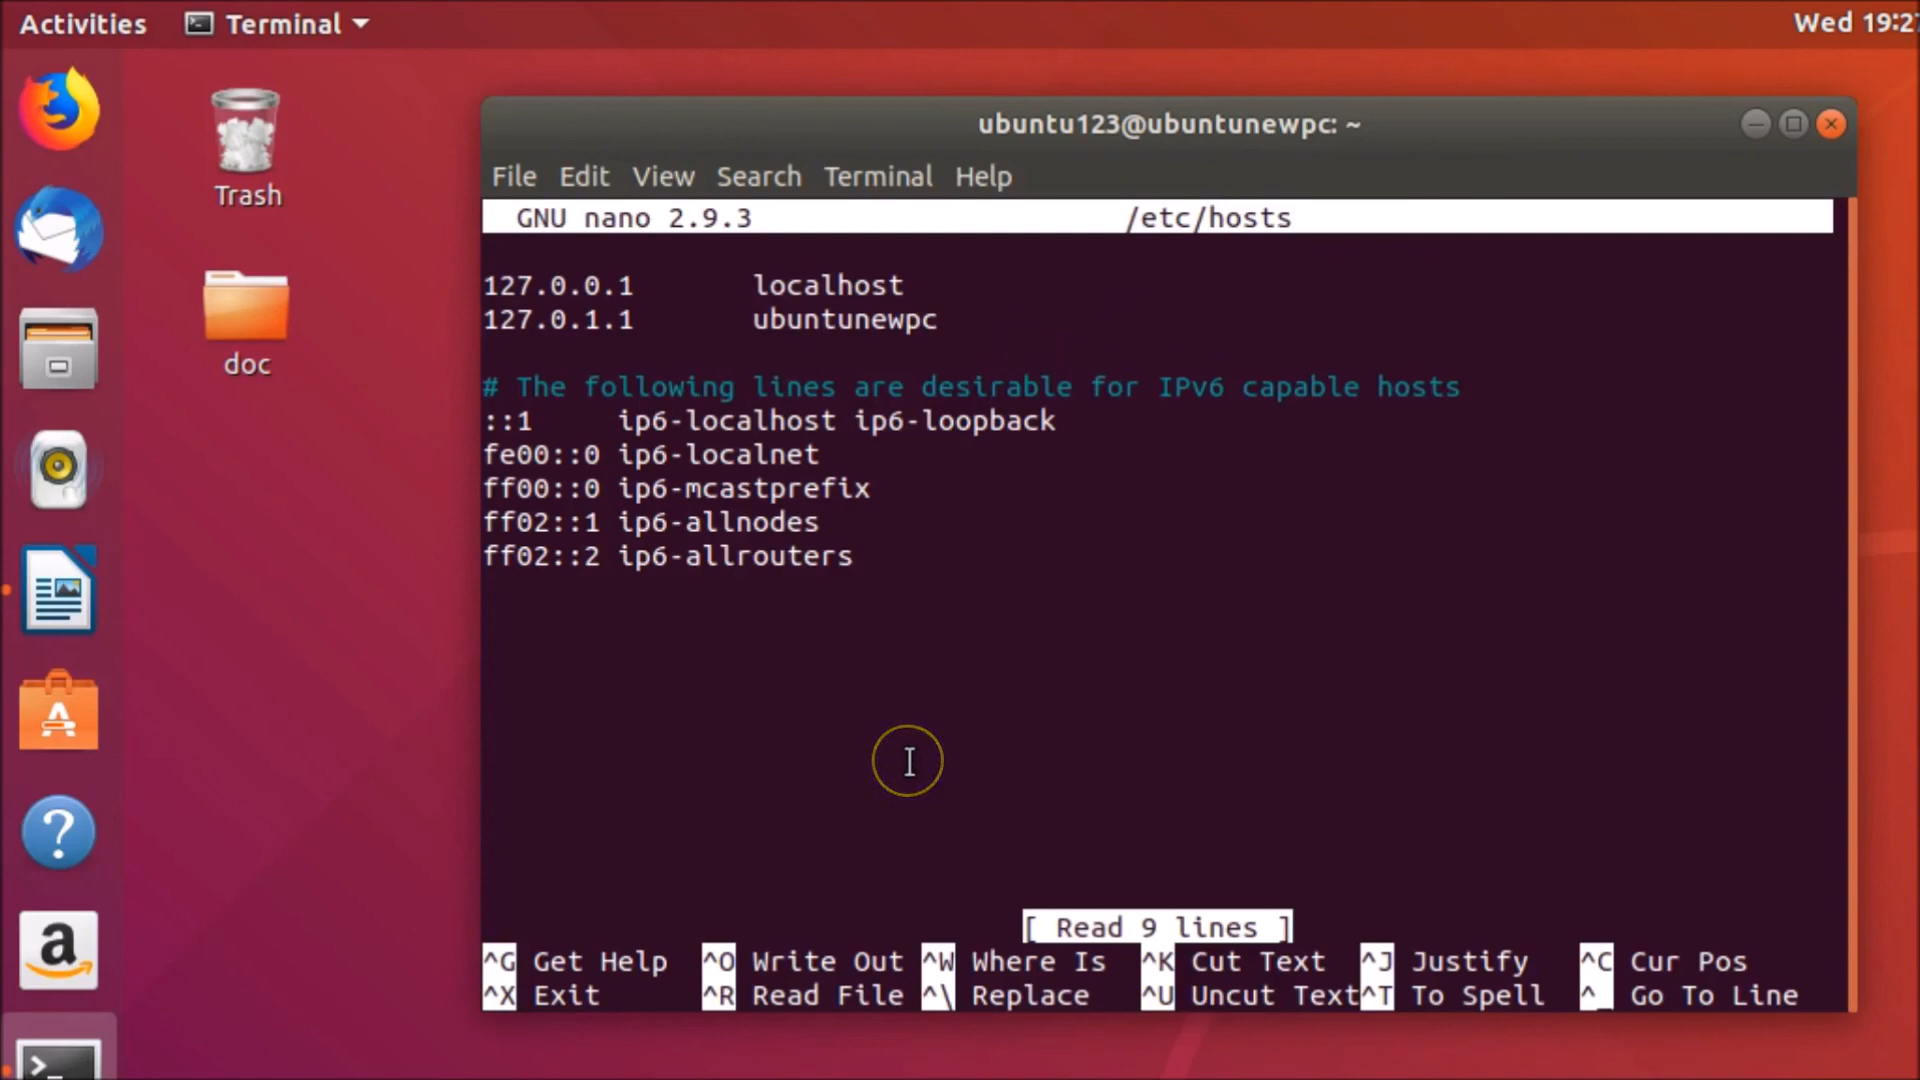 Activities Terminal Wed 19:27
Trash
doc
ubuntu123@ubuntunewpc: ~
File Edit View Search Terminal Help
GNU nano 2.9.3 /etc/hosts
127.0.0.1 localhost
127.0.1.1 ubuntunewpc
# The following lines are desirable for IPv6 capable hosts
::1 ip6-localhost ip6-loopback
fe00::0 ip6-localnet
ff00::0 ip6-mcastprefix
ff02::1 ip6-allnodes
ff02::2 ip6-allrouters
[ Read 9 lines ]
^G Get Help ^O Write Out ^W Where Is ^K Cut Text ^J Justify ^C Cur Pos
^X Exit ^R Read File ^\ Replace ^U Uncut Text ^T To Spell ^_ Go To Line